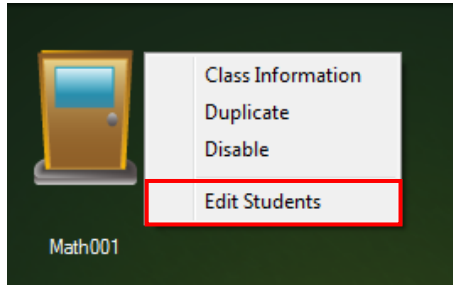 Class Information
Duplicate
Disable
Edit Students
Math001